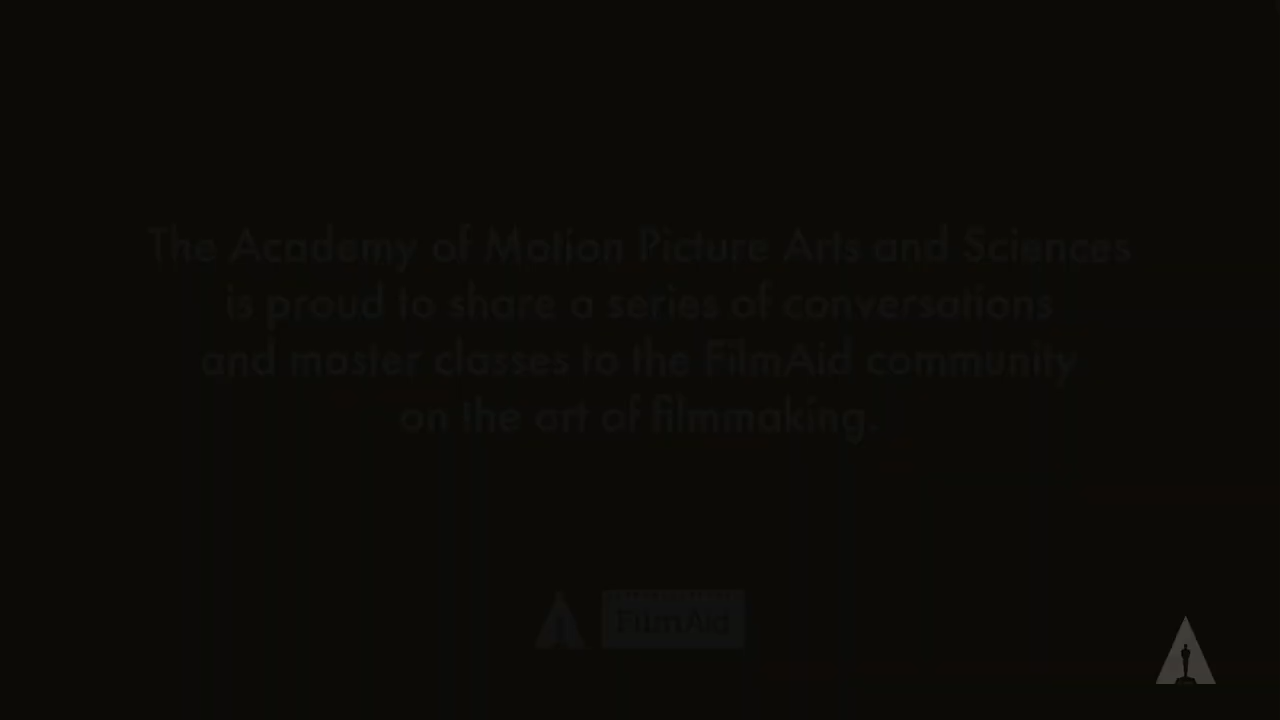 The Academy of Motion Picture Arts and Sciences
is proud to share a series of conversations
and master classes to the FilmAid community
on the art of filmmaking.
FilmAid